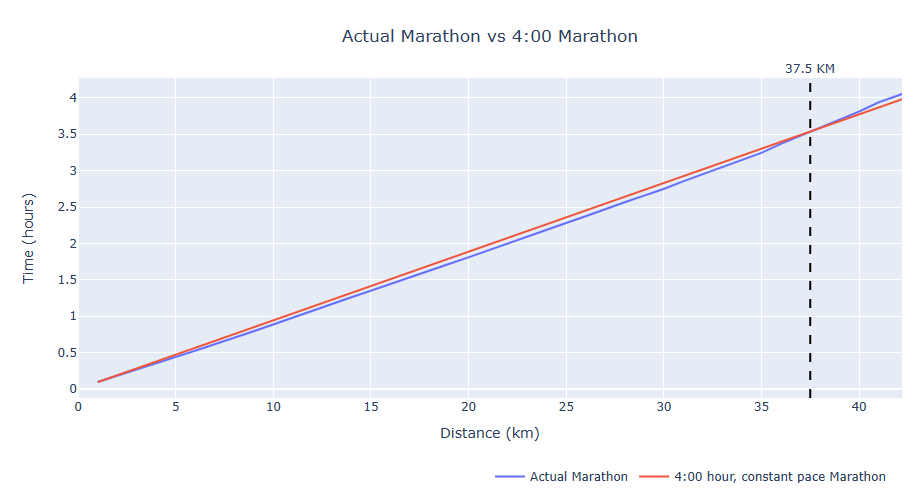 Actual Marathon vs 4:00 Marathon
37.5 KM
4
3.5
3
2.5
2
1.5
1
0.5
0
Time (hours)
0 5 10 15 20 25 30 35 40
Distance (km)
Actual Marathon 4:00 hour, constant pace Marathon